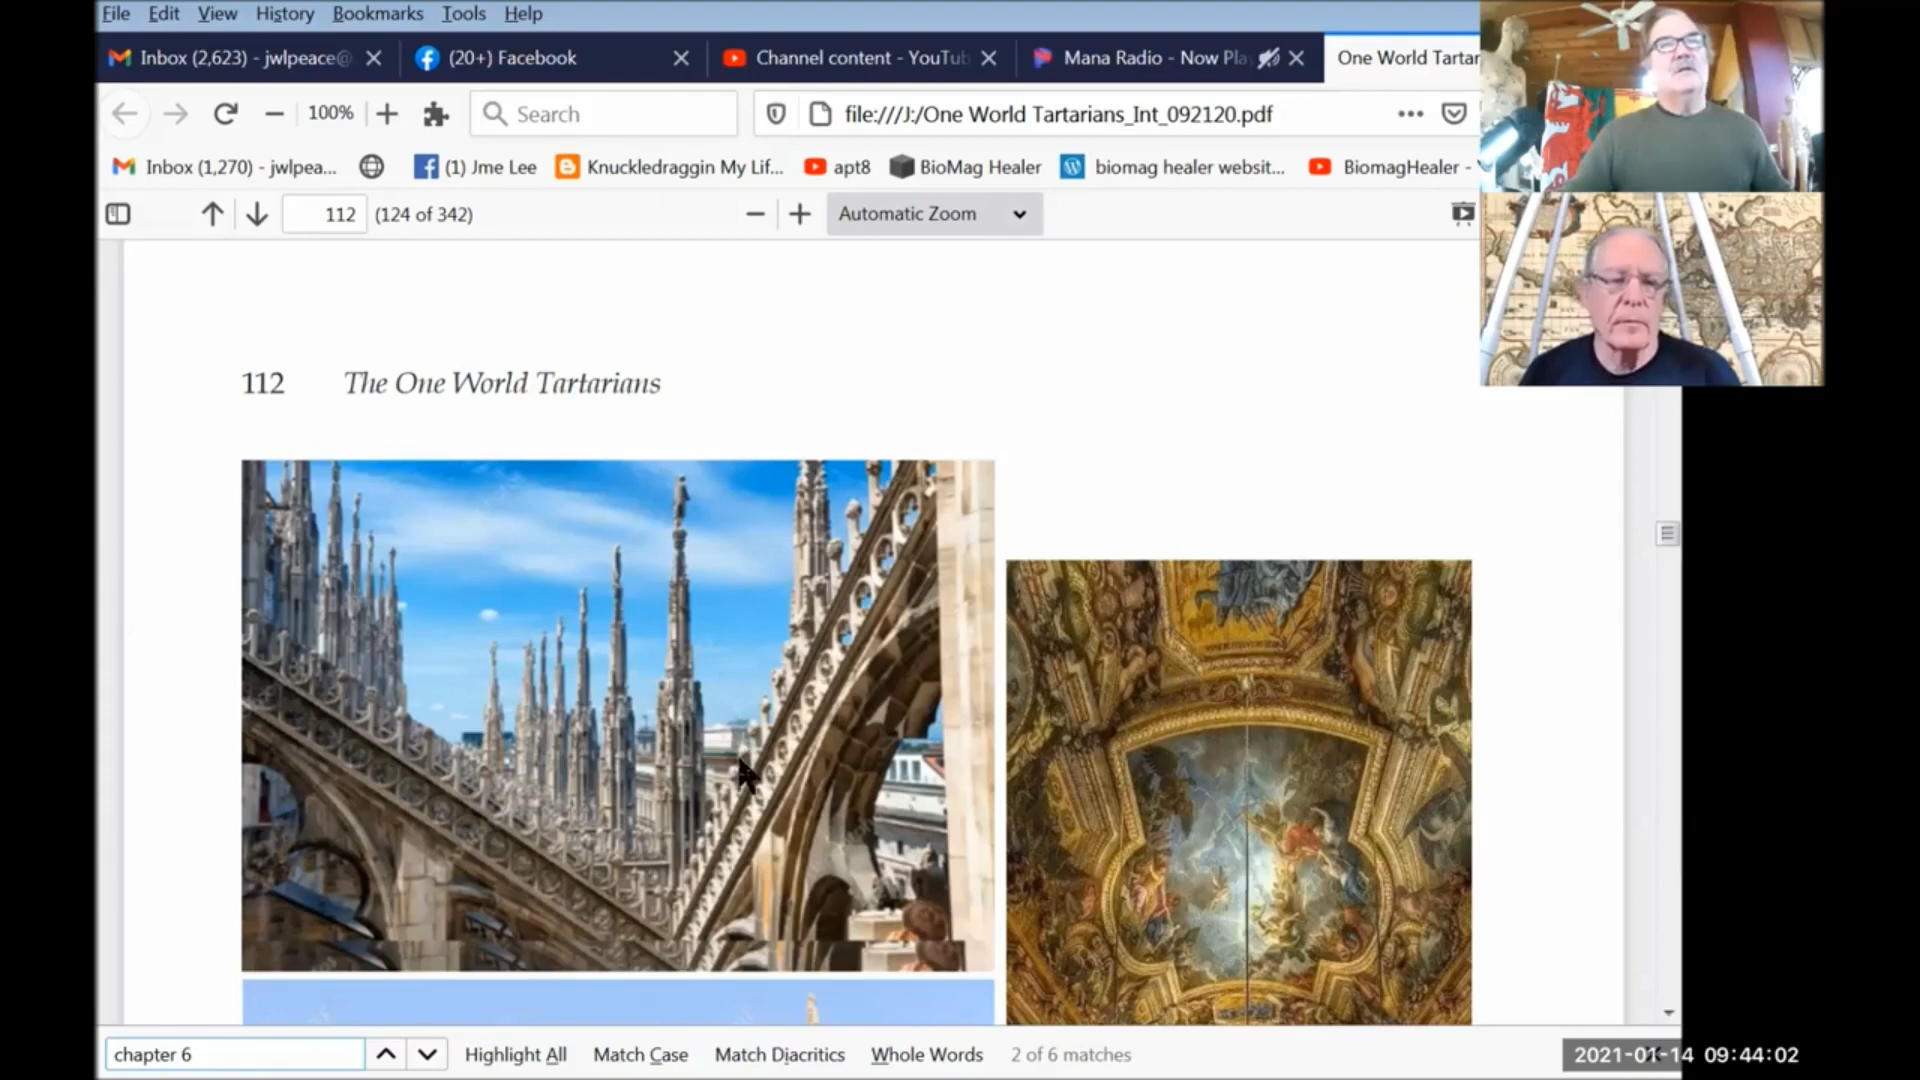 File Edit View History Bookmarks Tools Help
Inbox (2,623) - jwlpeace@ (20+) Facebook Channel content - YouTub Mana Radio - Now Pla One World Tartar
100% Search file:///J:/One World Tartarians_Int_092120.pdf
Inbox (1,270) - jwlpea... (1) Jme Lee Knuckledraggin My Lif... apt8 BioMag Healer biomag healer websit... BiomagHealer -
112 (124 of 342) Automatic Zoom
112 The One World Tartarians
chapter 6 Highlight All Match Case Match Diacritics Whole Words 2 of 6 matches
2021-01-14 09:44:02